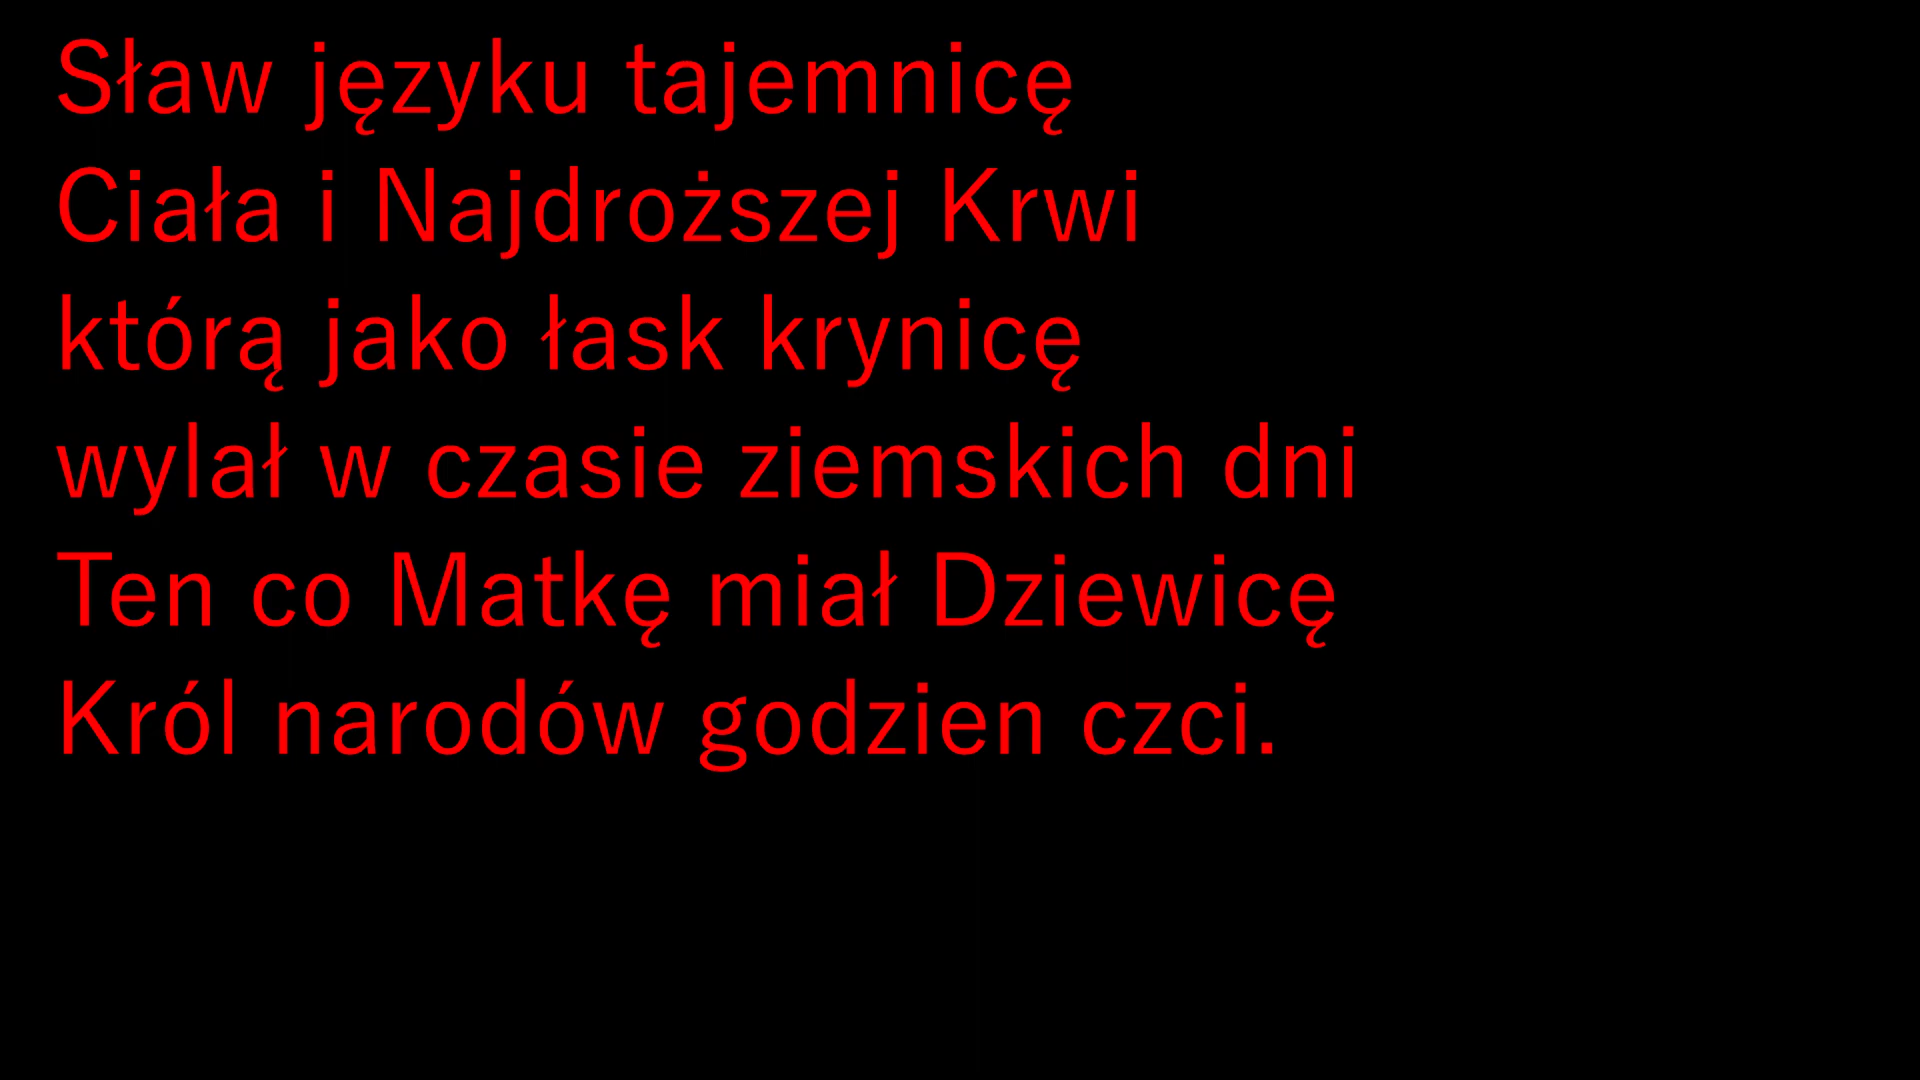 Sław języku tajemnicę
Ciała i Najdroższej Krwi
którą jako łask krynicę
wylał w czasie ziemskich dni
Ten co Matkę miał Dziewicę
Król narodów godzien czci.